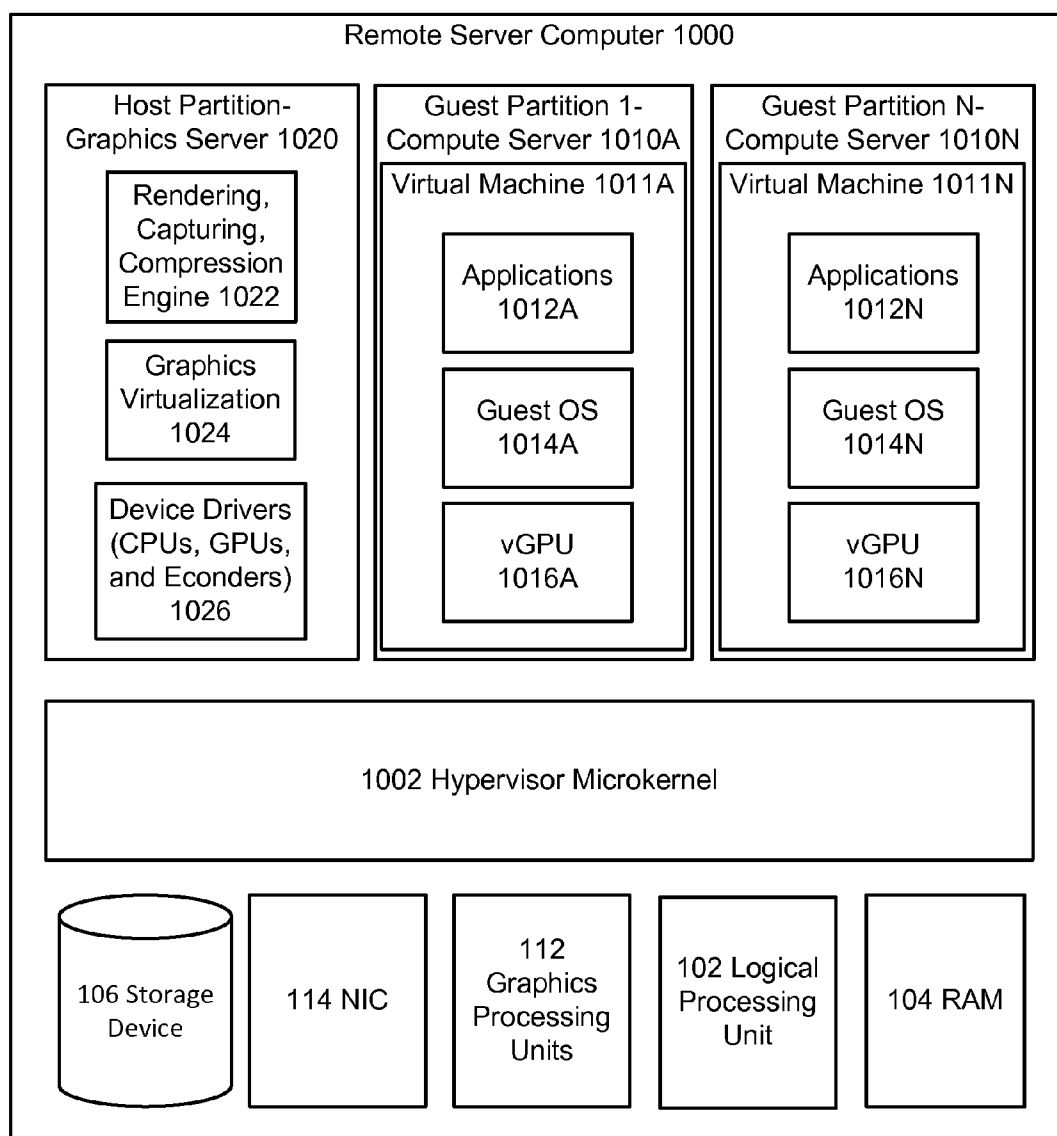 Remote Server Computer 1000
Host Partition-
Graphics Server 1020
Rendering,
Capturing,
Compression
Engine 1022
Graphics
Virtualization
1024
Device Drivers
(CPUs, GPUs,
and Econders)
1026
Guest Partition 1-
Compute Server 1010A
Virtual Machine 1011A
Applications
1012A
Guest OS
1014A
vGPU
1016A
Guest Partition N-
Compute Server 1010N
Virtual Machine 1011N
Applications
1012N
Guest OS
1014N
vGPU
1016N
1002 Hypervisor Microkernel
106 Storage
Device
114 NIC
112
Graphics
Processing
Units
102 Logical
Processing
Unit
104 RAM